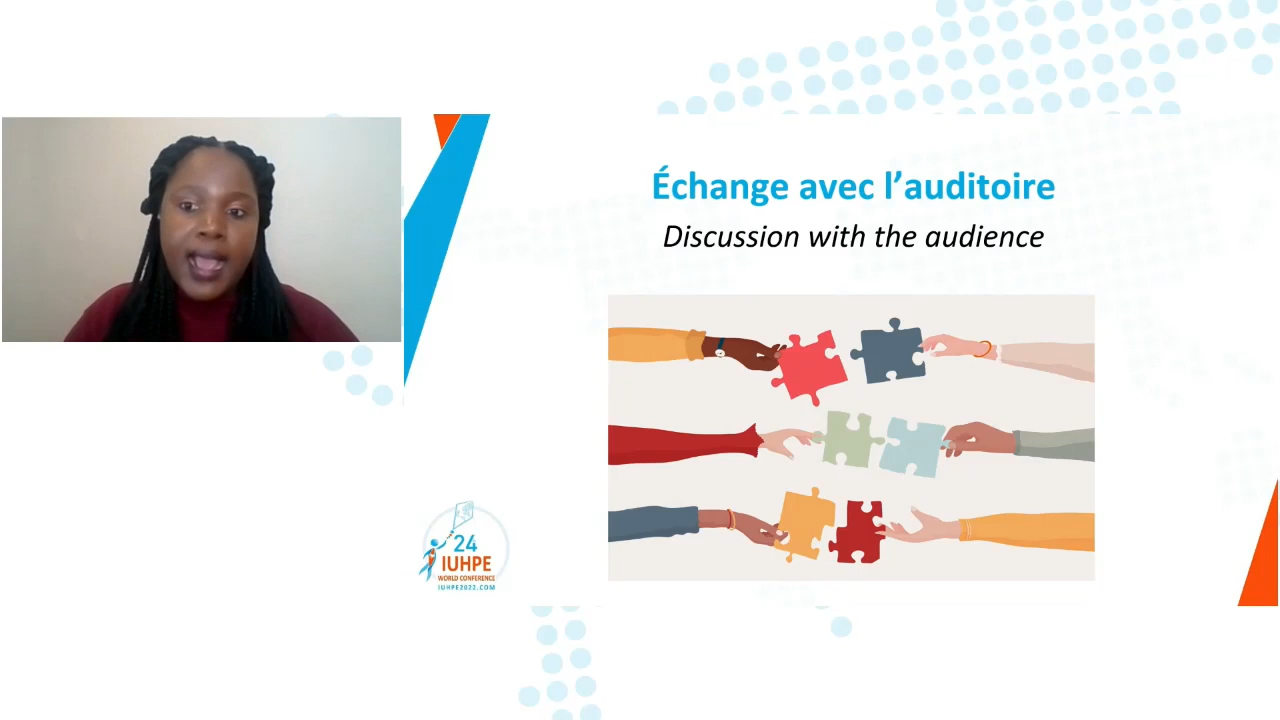 Échange avec l’auditoire
Discussion with the audience
24
IUHPE
WORLD CONFERENCE
IUHPE2022.COM